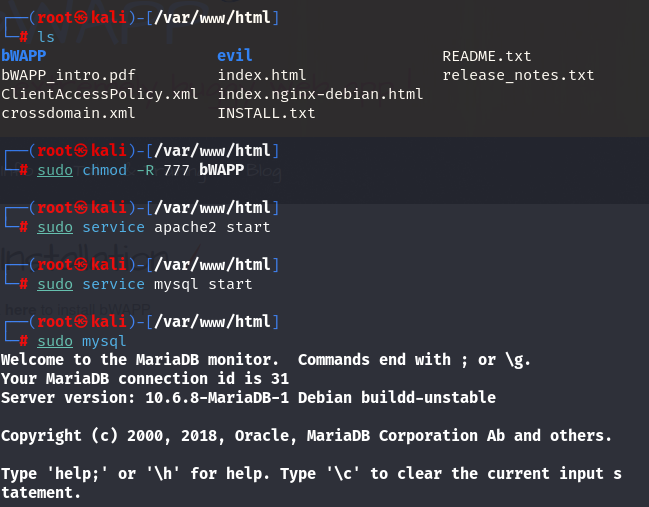 ┌──(root㉿kali)-[/var/www/html]
└─# ls
bWAPP evil README.txt
bWAPP_intro.pdf index.html release_notes.txt
ClientAccessPolicy.xml index.nginx-debian.html
crossdomain.xml INSTALL.txt
┌──(root㉿kali)-[/var/www/html]
└─# sudo chmod -R 777 bWAPP
┌──(root㉿kali)-[/var/www/html]
└─# sudo service apache2 start
┌──(root㉿kali)-[/var/www/html]
└─# sudo service mysql start
┌──(root㉿kali)-[/var/www/html]
└─# sudo mysql
Welcome to the MariaDB monitor.  Commands end with ; or \g.
Your MariaDB connection id is 31
Server version: 10.6.8-MariaDB-1 Debian buildd-unstable
Copyright (c) 2000, 2018, Oracle, MariaDB Corporation Ab and others.
Type 'help;' or '\h' for help. Type '\c' to clear the current input s
tatement.